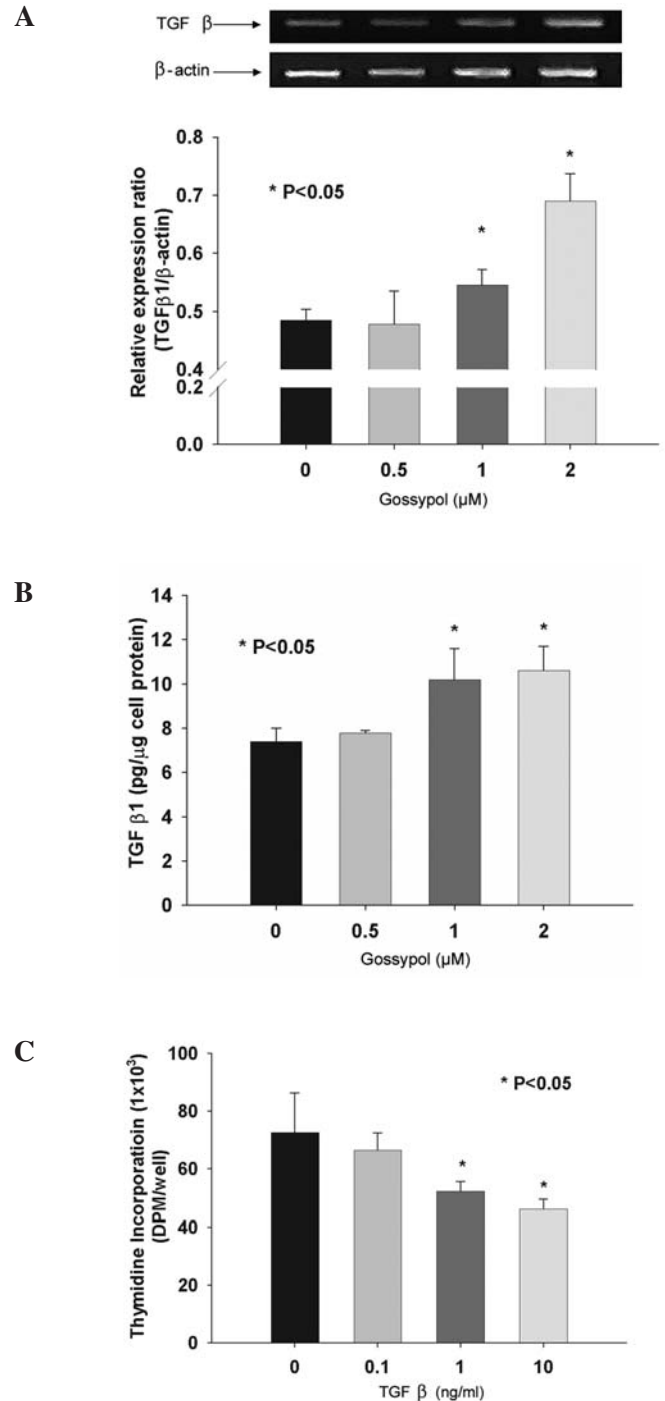 A
TGF β
β-actin
Relative expression ratio
(TGFβ1/β-actin)
0.8
0.7
0.6
0.5
0.4
0.2
0.0
* P<0.05
*
*
0 0.5 1 2
Gossypol (μM)
B
TGF β1 (pg/μg cell protein)
14
12
10
8
6
4
2
0
* P<0.05
*
*
0 0.5 1 2
Gossypol (μM)
C
Thymidine Incorporatioin (1x10³)
(DPM/well)
100
80
60
40
20
0
* P<0.05
*
*
0 0.1 1 10
TGF β (ng/ml)